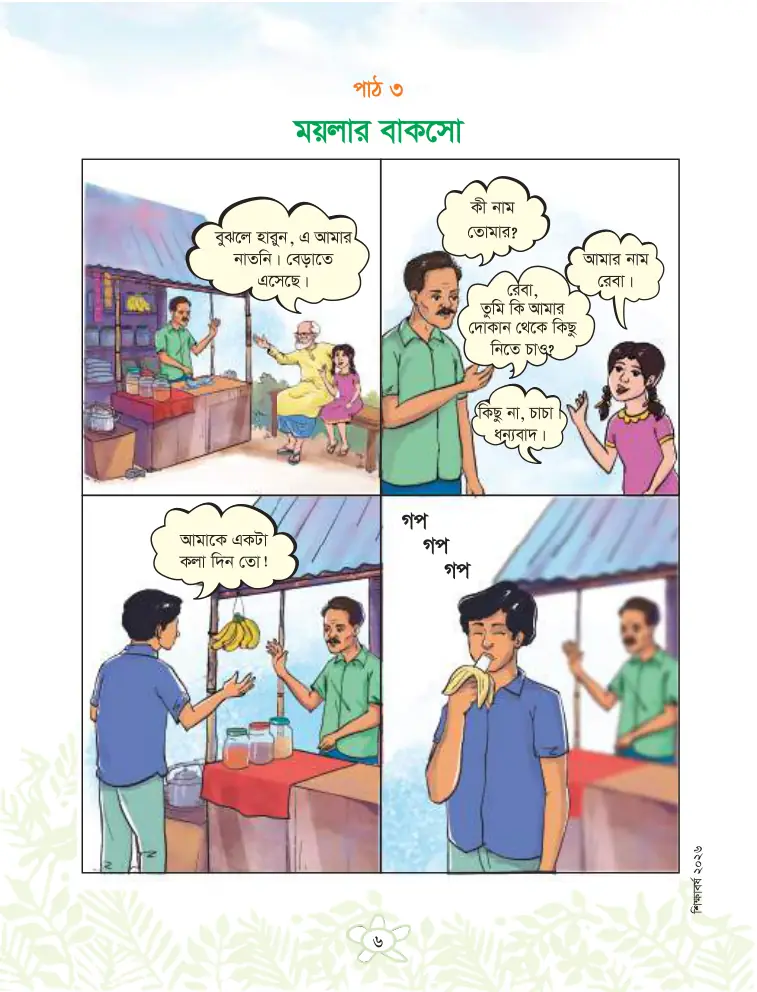 পাঠ ৩
ময়লার বাকসো
বুঝলে হারুন, এ আমার
নাতনি। বেড়াতে
এসেছে।
কী নাম
তোমার?
আমার নাম
রেবা।
রেবা,
তুমি কি আমার
দোকান থেকে কিছু
নিতে চাও?
কিছু না, চাচা।
ধন্যবাদ।
আমাকে একটা
কলা দিন তো!
গপ
গপ
গপ
শিক্ষাবর্ষ ২০২৬
৬